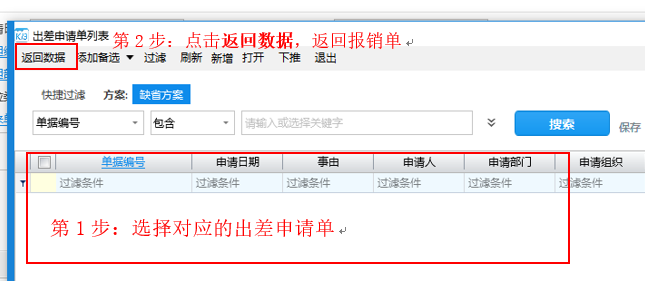 K/3 出差申请单列表
第2步：点击返回数据，返回报销单
返回数据 添加备选 过滤 刷新 新增 打开 下推 退出
快捷过滤 方案： 缺省方案
单据编号 包含 请输入或选择关键字 搜索 保存
单据编号 申请日期 事由 申请人 申请部门 申请组织
过滤条件 过滤条件 过滤条件 过滤条件 过滤条件 过滤条件
第1步：选择对应的出差申请单